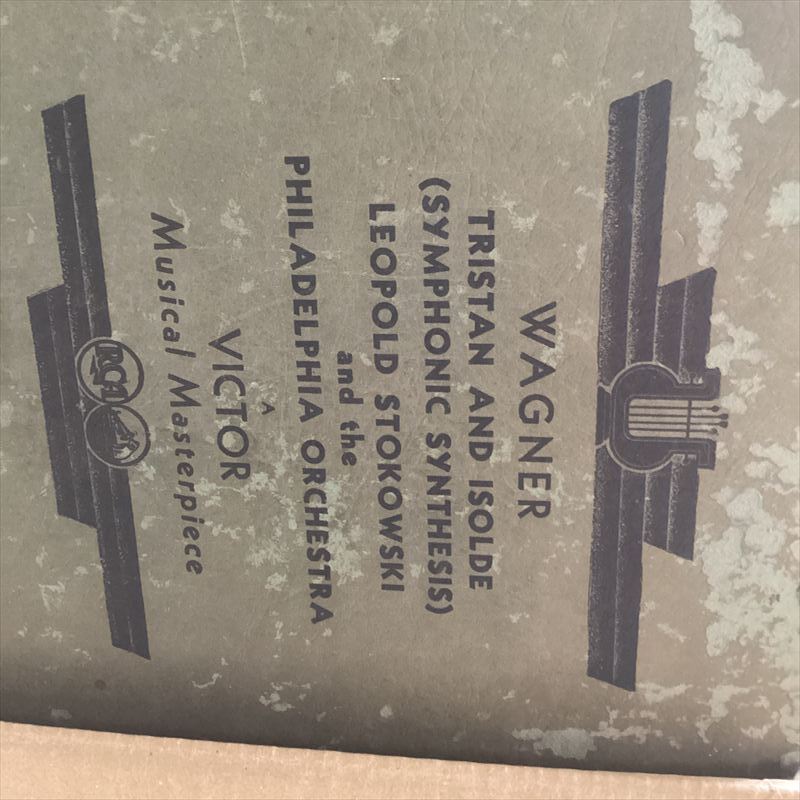 WAGNER
TRISTAN AND ISOLDE
(SYMPHONIC SYNTHESIS)
LEOPOLD STOKOWSKI
and the
PHILADELPHIA ORCHESTRA
A
VICTOR
Musical Masterpiece
RCA